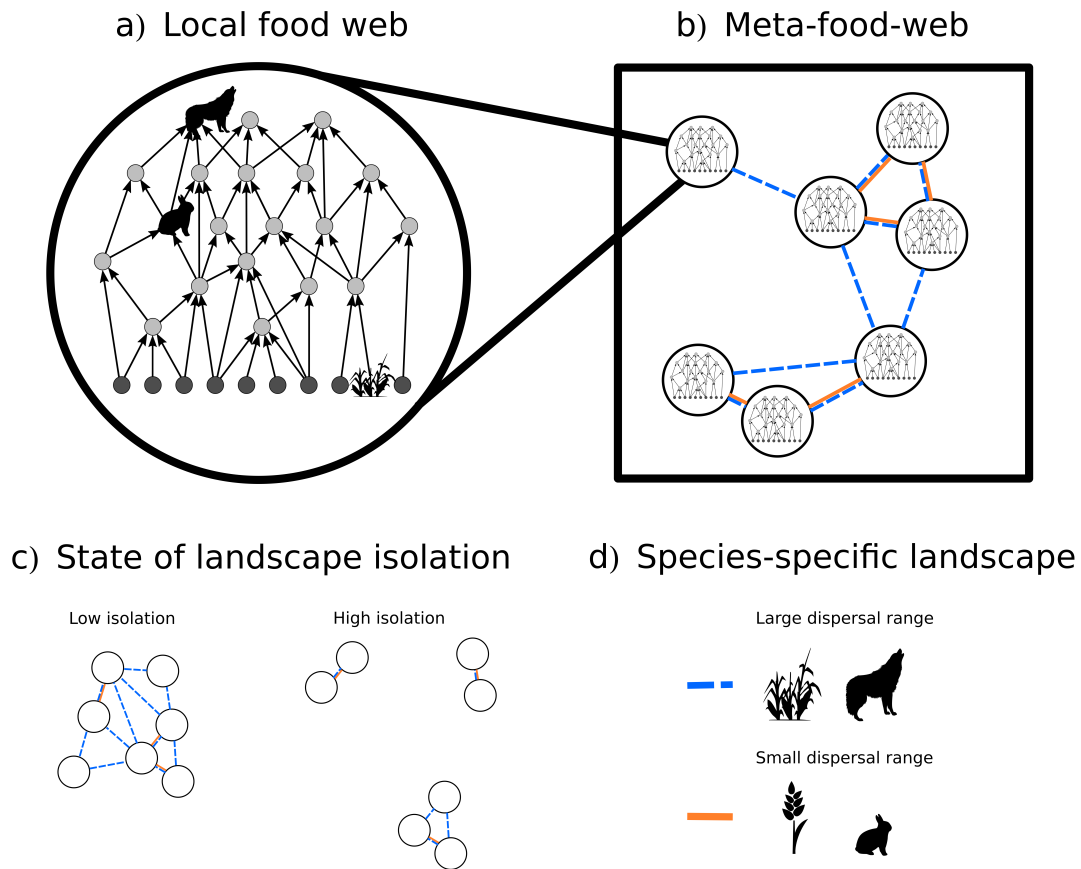 a) Local food web
b) Meta-food-web
c) State of landscape isolation
d) Species-specific landscape
Low isolation
High isolation
Large dispersal range
Small dispersal range